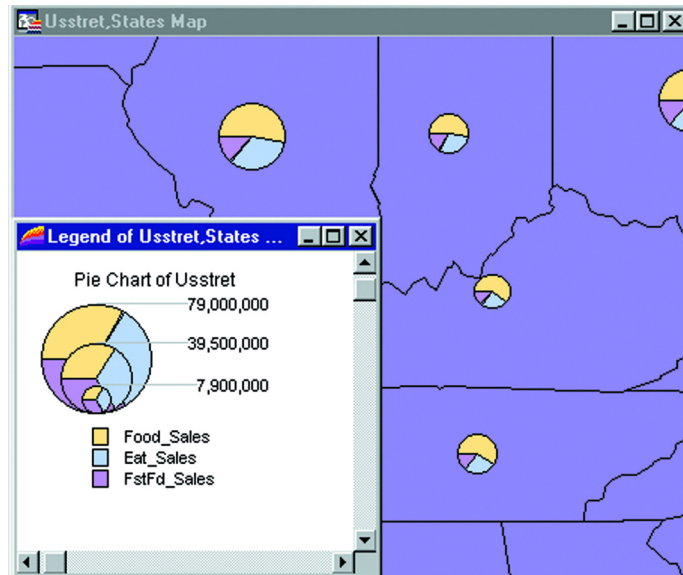 Usstret,States Map
Legend of Usstret,States ...
Pie Chart of Usstret
79,000,000
39,500,000
7,900,000
Food_Sales
Eat_Sales
FstFd_Sales